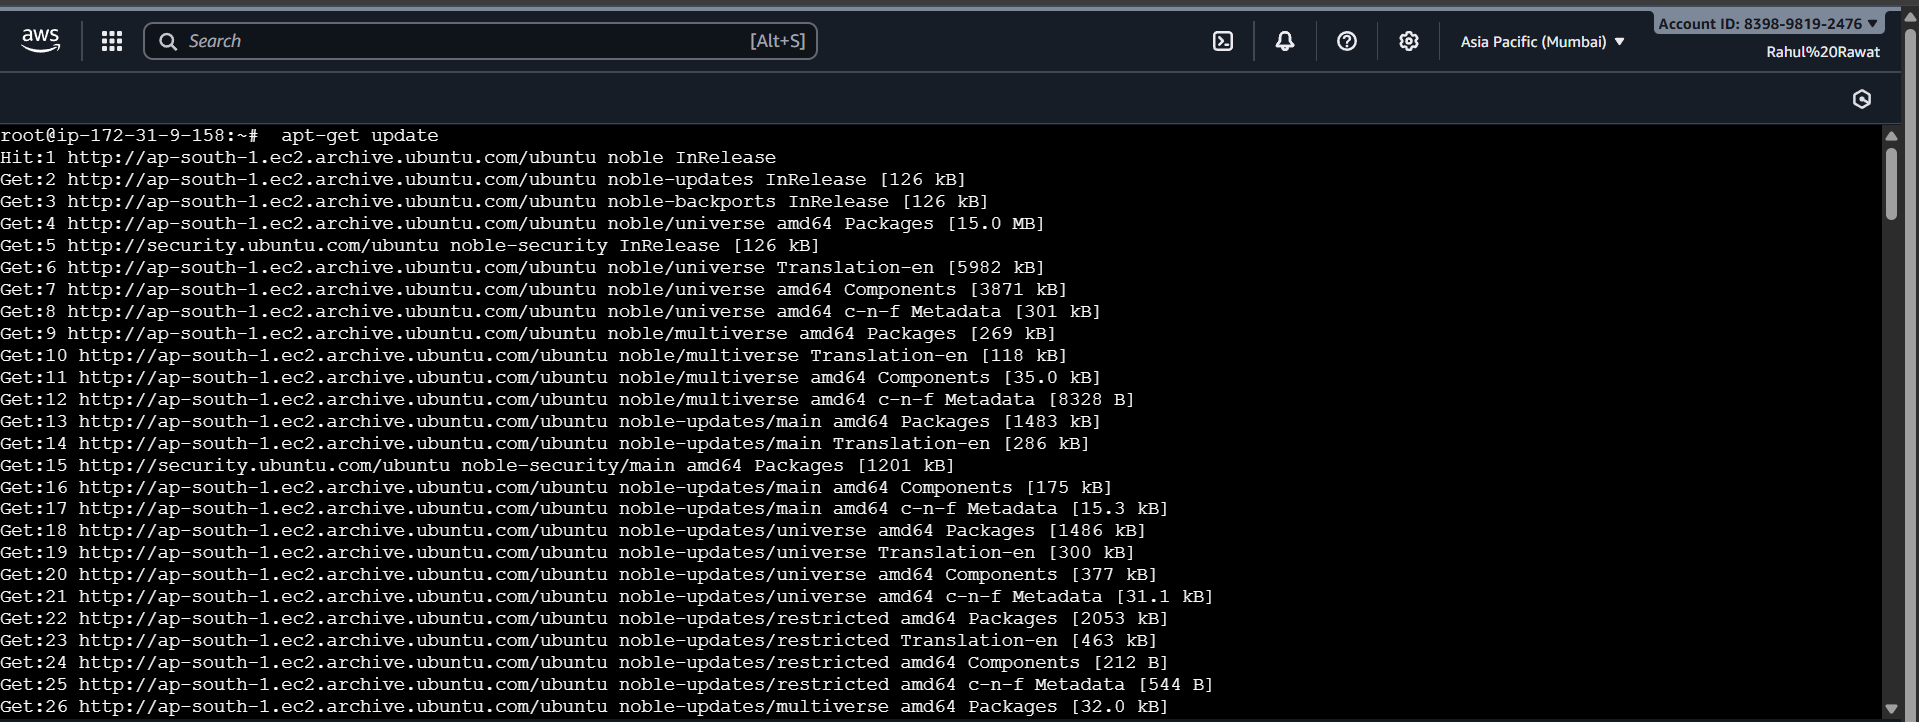 aws
Search [Alt+S]
Asia Pacific (Mumbai) ▼
Account ID: 8398-9819-2476 ▼
Rahul%20Rawat
root@ip-172-31-9-158:~#  apt-get update
Hit:1 http://ap-south-1.ec2.archive.ubuntu.com/ubuntu noble InRelease
Get:2 http://ap-south-1.ec2.archive.ubuntu.com/ubuntu noble-updates InRelease [126 kB]
Get:3 http://ap-south-1.ec2.archive.ubuntu.com/ubuntu noble-backports InRelease [126 kB]
Get:4 http://ap-south-1.ec2.archive.ubuntu.com/ubuntu noble/universe amd64 Packages [15.0 MB]
Get:5 http://security.ubuntu.com/ubuntu noble-security InRelease [126 kB]
Get:6 http://ap-south-1.ec2.archive.ubuntu.com/ubuntu noble/universe Translation-en [5982 kB]
Get:7 http://ap-south-1.ec2.archive.ubuntu.com/ubuntu noble/universe amd64 Components [3871 kB]
Get:8 http://ap-south-1.ec2.archive.ubuntu.com/ubuntu noble/universe amd64 c-n-f Metadata [301 kB]
Get:9 http://ap-south-1.ec2.archive.ubuntu.com/ubuntu noble/multiverse amd64 Packages [269 kB]
Get:10 http://ap-south-1.ec2.archive.ubuntu.com/ubuntu noble/multiverse Translation-en [118 kB]
Get:11 http://ap-south-1.ec2.archive.ubuntu.com/ubuntu noble/multiverse amd64 Components [35.0 kB]
Get:12 http://ap-south-1.ec2.archive.ubuntu.com/ubuntu noble/multiverse amd64 c-n-f Metadata [8328 B]
Get:13 http://ap-south-1.ec2.archive.ubuntu.com/ubuntu noble-updates/main amd64 Packages [1483 kB]
Get:14 http://ap-south-1.ec2.archive.ubuntu.com/ubuntu noble-updates/main Translation-en [286 kB]
Get:15 http://security.ubuntu.com/ubuntu noble-security/main amd64 Packages [1201 kB]
Get:16 http://ap-south-1.ec2.archive.ubuntu.com/ubuntu noble-updates/main amd64 Components [175 kB]
Get:17 http://ap-south-1.ec2.archive.ubuntu.com/ubuntu noble-updates/main amd64 c-n-f Metadata [15.3 kB]
Get:18 http://ap-south-1.ec2.archive.ubuntu.com/ubuntu noble-updates/universe amd64 Packages [1486 kB]
Get:19 http://ap-south-1.ec2.archive.ubuntu.com/ubuntu noble-updates/universe Translation-en [300 kB]
Get:20 http://ap-south-1.ec2.archive.ubuntu.com/ubuntu noble-updates/universe amd64 Components [377 kB]
Get:21 http://ap-south-1.ec2.archive.ubuntu.com/ubuntu noble-updates/universe amd64 c-n-f Metadata [31.1 kB]
Get:22 http://ap-south-1.ec2.archive.ubuntu.com/ubuntu noble-updates/restricted amd64 Packages [2053 kB]
Get:23 http://ap-south-1.ec2.archive.ubuntu.com/ubuntu noble-updates/restricted Translation-en [463 kB]
Get:24 http://ap-south-1.ec2.archive.ubuntu.com/ubuntu noble-updates/restricted amd64 Components [212 B]
Get:25 http://ap-south-1.ec2.archive.ubuntu.com/ubuntu noble-updates/restricted amd64 c-n-f Metadata [544 B]
Get:26 http://ap-south-1.ec2.archive.ubuntu.com/ubuntu noble-updates/multiverse amd64 Packages [32.0 kB]